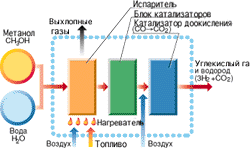 Испаритель
Блок катализаторов
Катализатор доокисления
(CO→CO₂)
Выхлопные
газы
Метанол
CH₃OH
Вода
H₂O
Углекислый га
и водород
(3H₂+CO₂)
Нагреватель
Воздух
Топливо
Воздух